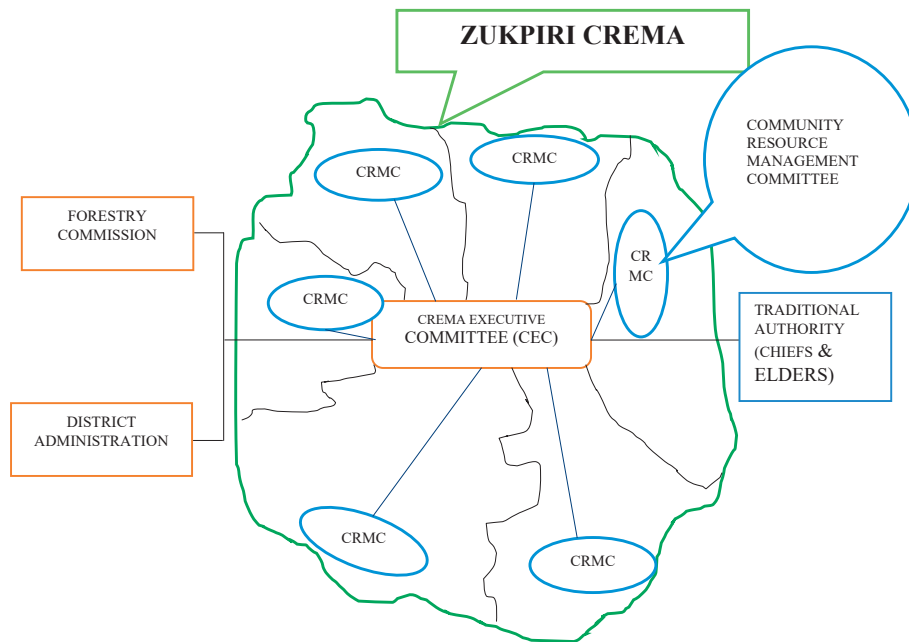 ZUKPIRI CREMA
COMMUNITY
RESOURCE
MANAGEMENT
COMMITTEE
CRMC
CRMC
FORESTRY
COMMISSION
CR
MC
CRMC
CREMA EXECUTIVE
COMMITTEE (CEC)
TRADITIONAL
AUTHORITY
(CHIEFS &
ELDERS)
DISTRICT
ADMINISTRATION
CRMC
CRMC